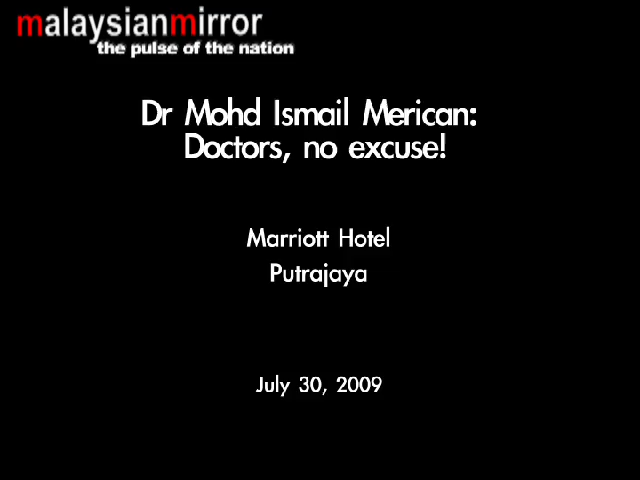 malaysianmirror
the pulse of the nation
Dr Mohd Ismail Merican:
Doctors, no excuse!
Marriott Hotel
Putrajaya
July 30, 2009